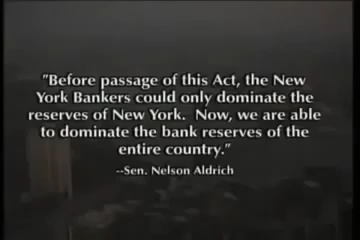 "Before passage of this Act, the New
York Bankers could only dominate the
reserves of New York.  Now, we are able
to dominate the bank reserves of the
entire country."
--Sen. Nelson Aldrich